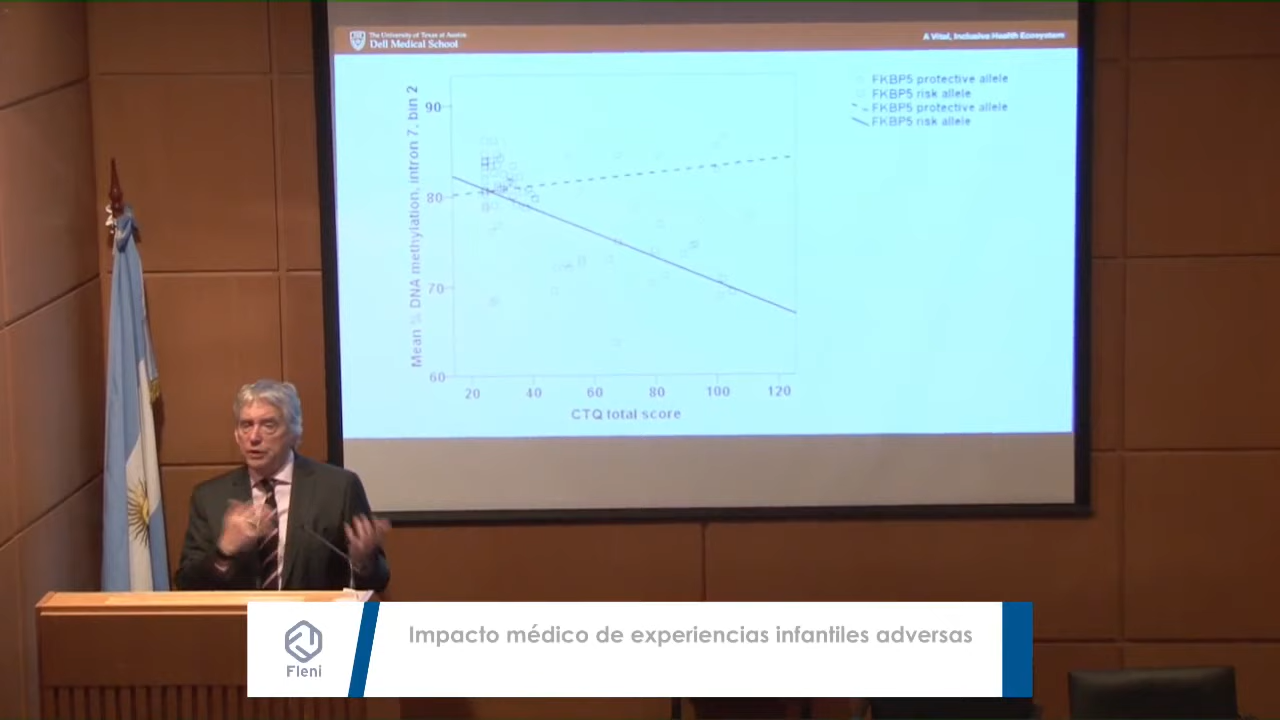 The University of Texas at Austin
Dell Medical School
A Vital, Inclusive Health Ecosystem
FKBP5 protective allele
FKBP5 risk allele
FKBP5 protective allele
FKBP5 risk allele
Mean % DNA methylation, intron 7, bin 2
90
80
70
60
20 40 60 80 100 120
CTQ total score
Impacto médico de experiencias infantiles adversas
Fleni